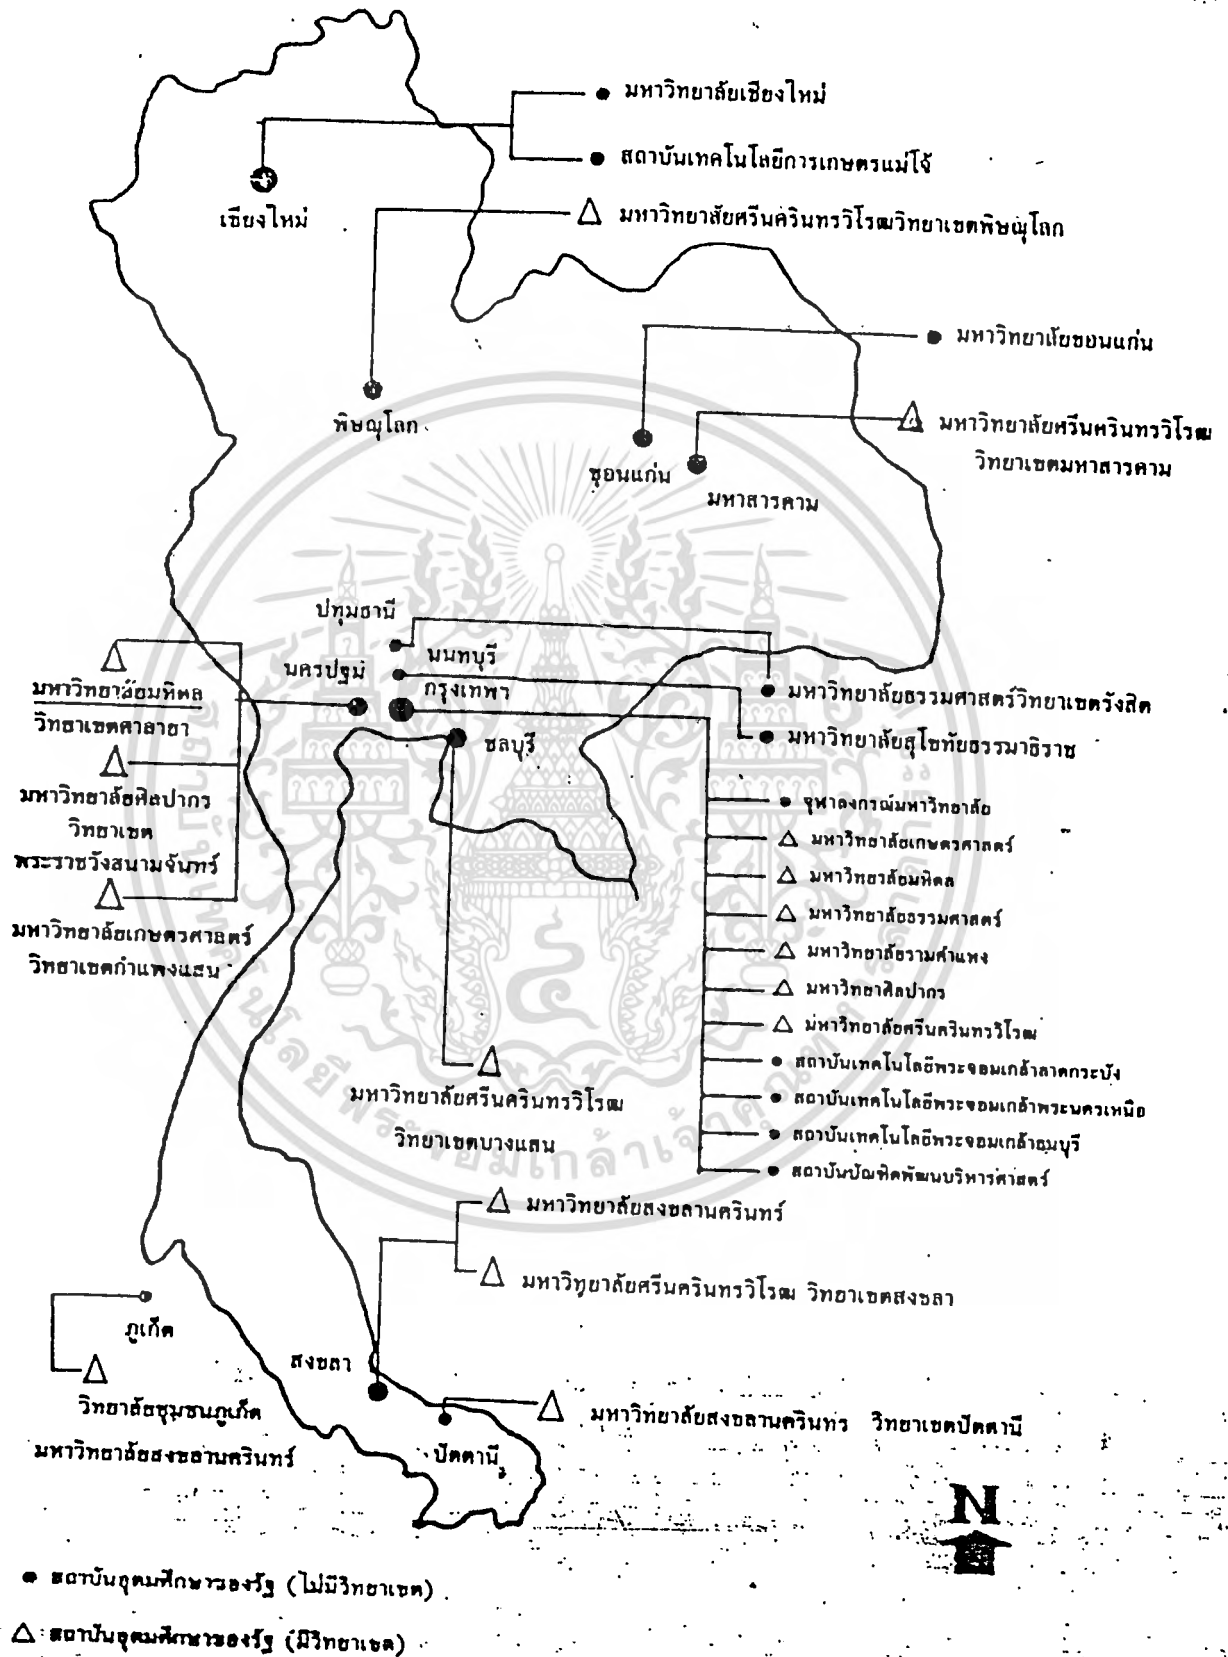 มหาวิทยาลัยเชียงใหม่
สถาบันเทคโนโลยีการเกษตรแม่โจ้
เชียงใหม่
มหาวิทยาลัยศรีนครินทรวิโรฒวิทยาเขตพิษณุโลก
มหาวิทยาลัยขอนแก่น
พิษณุโลก
มหาวิทยาลัยศรีนครินทรวิโรฒ
วิทยาเขตมหาสารคาม
ขอนแก่น
มหาสารคาม
ปทุมธานี
นนทบุรี
นครปฐม
กรุงเทพฯ
มหาวิทยาลัยมหิดล
วิทยาเขตศาลายา
มหาวิทยาลัยธรรมศาสตร์วิทยาเขตรังสิต
ชลบุรี
มหาวิทยาลัยสุโขทัยธรรมาธิราช
มหาวิทยาลัยศิลปากร
วิทยาเขต
พระราชวังสนามจันทร์
จุฬาลงกรณ์มหาวิทยาลัย
มหาวิทยาลัยเกษตรศาสตร์
มหาวิทยาลัยมหิดล
มหาวิทยาลัยธรรมศาสตร์
มหาวิทยาลัยเกษตรศาสตร์
วิทยาเขตกำแพงแสน
มหาวิทยาลัยรามคำแหง
มหาวิทยาศิลปากร
มหาวิทยาลัยศรีนครินทรวิโรฒ
สถาบันเทคโนโลยีพระจอมเกล้าลาดกระบัง
สถาบันเทคโนโลยีพระจอมเกล้าพระนครเหนือ
สถาบันเทคโนโลยีพระจอมเกล้าธนบุรี
สถาบันบัณฑิตพัฒนบริหารศาสตร์
มหาวิทยาลัยศรีนครินทรวิโรฒ
วิทยาเขตบางแสน
มหาวิทยาลัยสงขลานครินทร์
มหาวิทยาลัยศรีนครินทรวิโรฒ วิทยาเขตสงขลา
ภูเก็ต
สงขลา
วิทยาลัยชุมชนภูเก็ต
มหาวิทยาลัยสงขลานครินทร์
มหาวิทยาลัยสงขลานครินทร วิทยาเขตปัตตานี
ปัตตานี
N
สถาบันอุดมศึกษาของรัฐ (ไม่มีวิทยาเขต)
สถาบันอุดมศึกษาของรัฐ (มีวิทยาเขต)
สถาบันเทคโนโลยีพระจอมเกล้าเจ้าคุณทหารลาดกระบัง